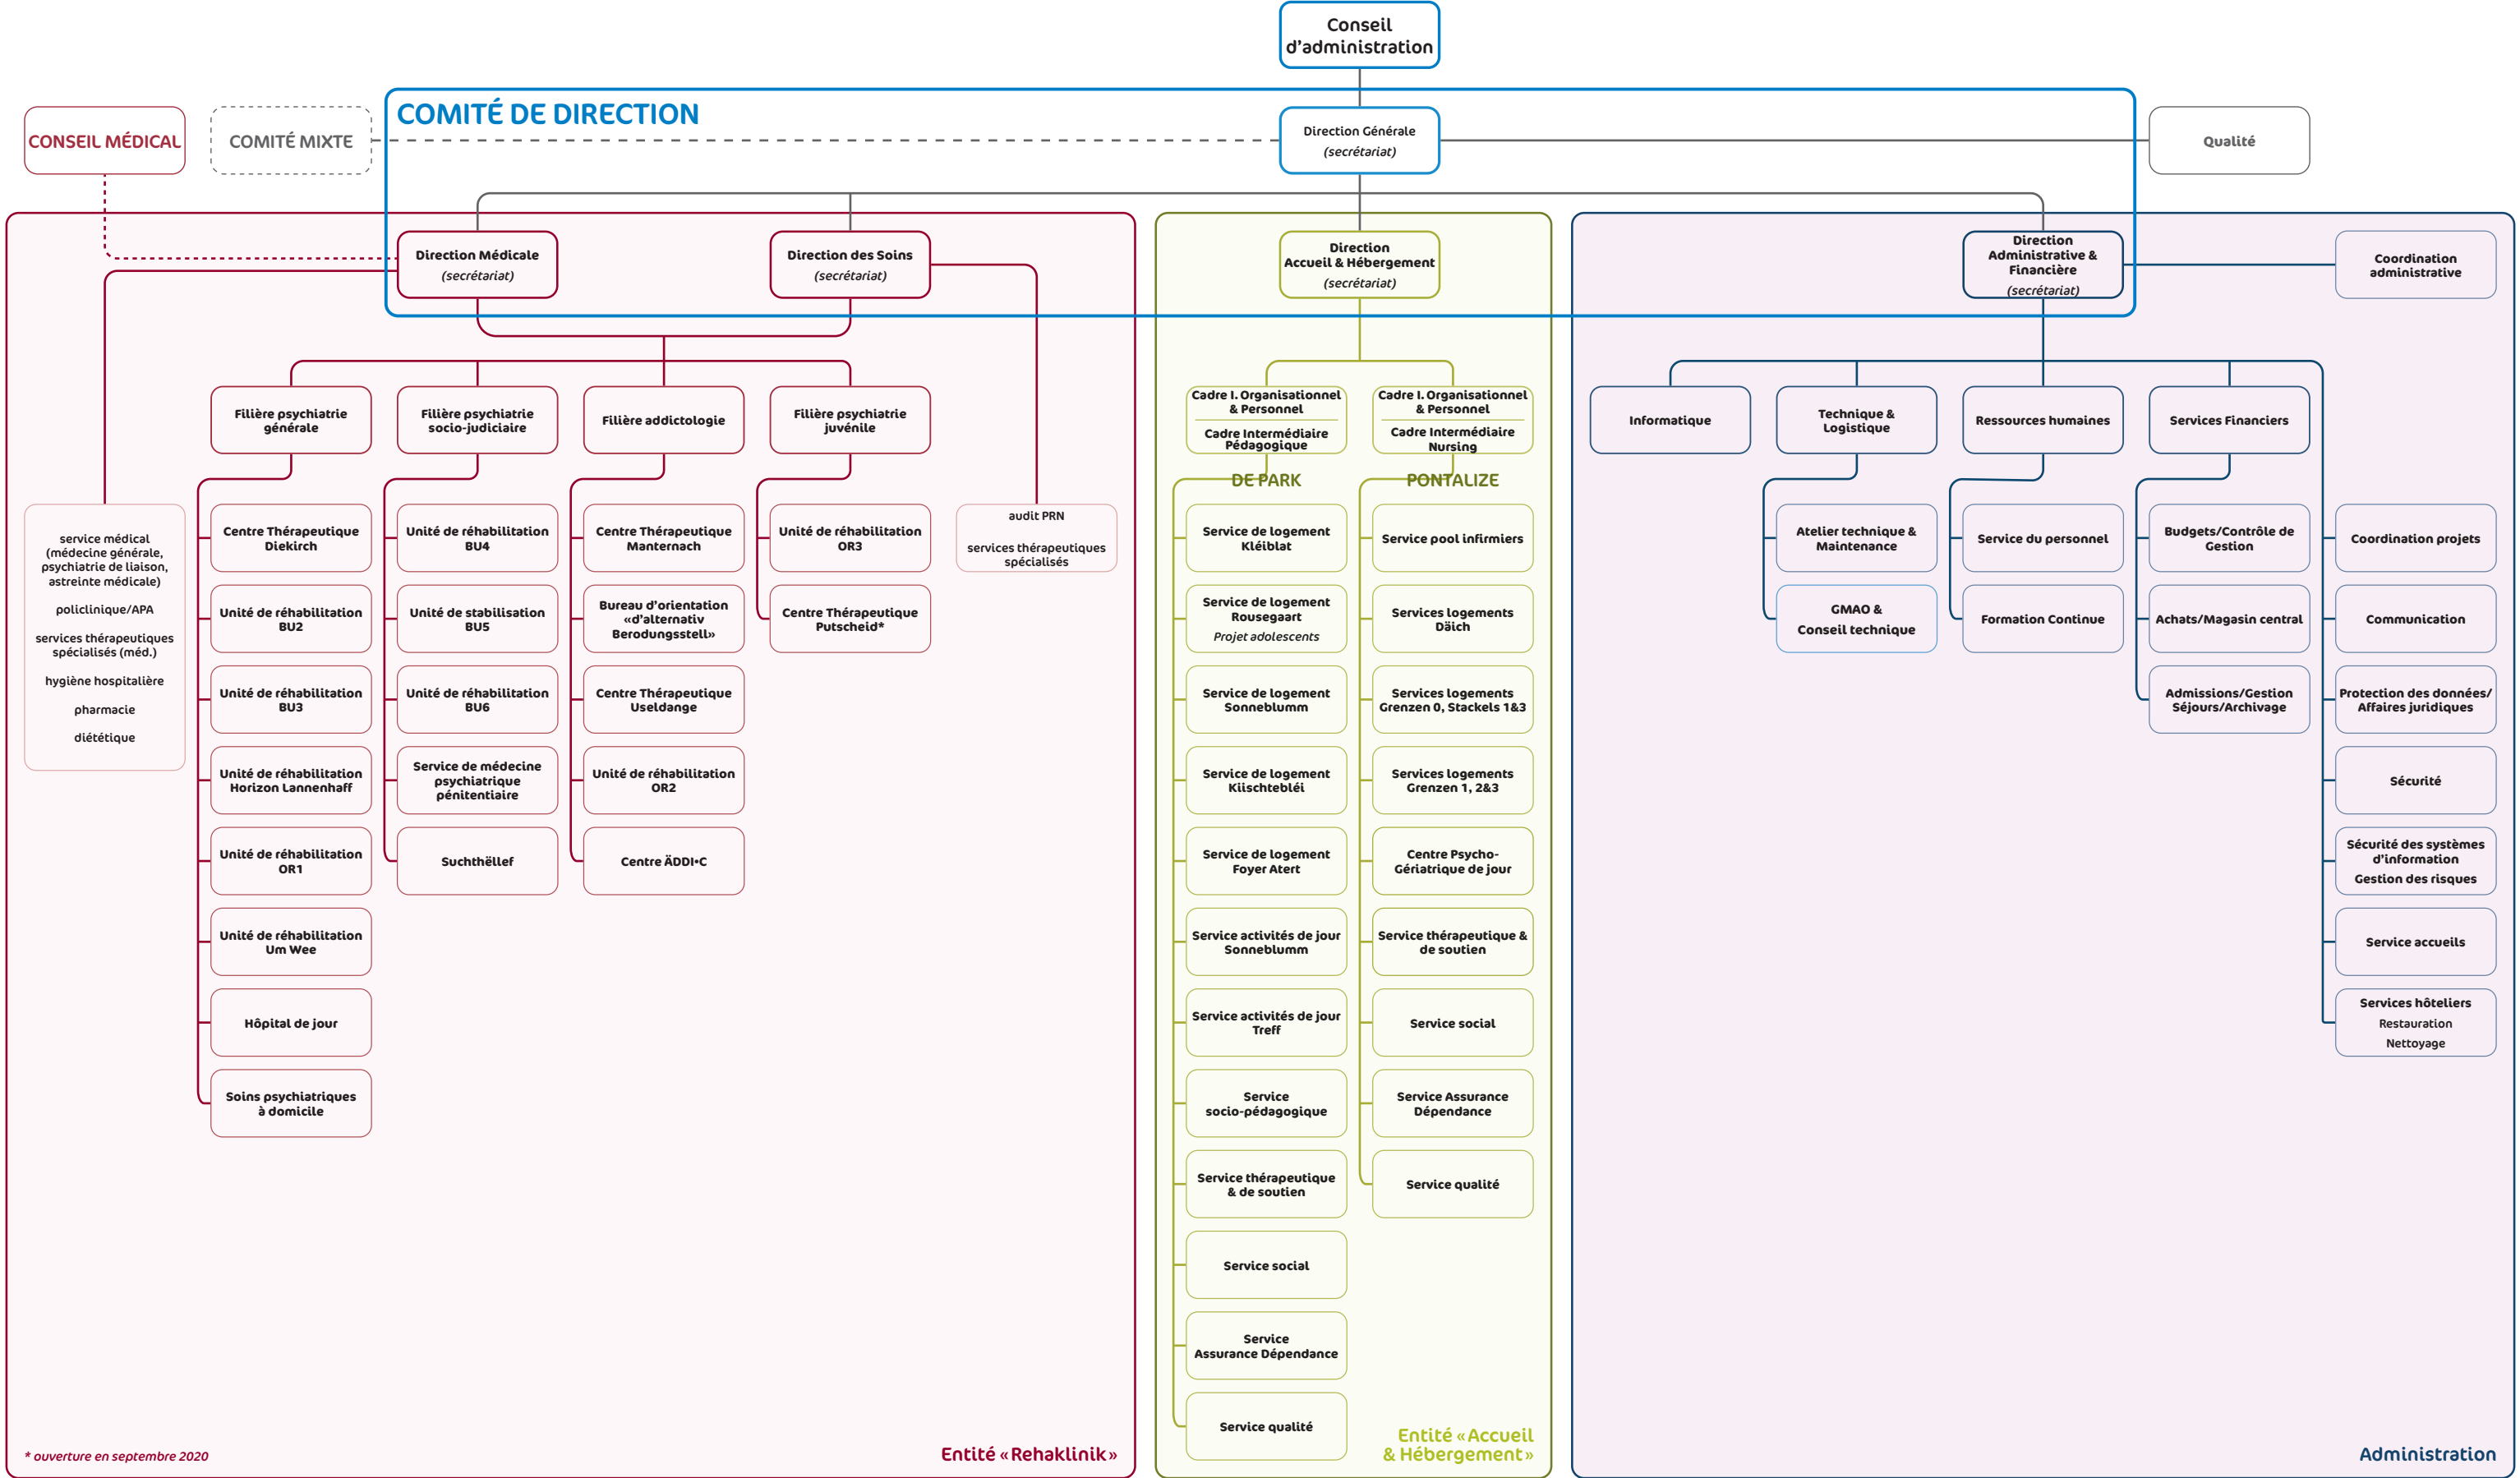 Conseil
d'administration
COMITÉ DE DIRECTION
CONSEIL MÉDICAL
COMITÉ MIXTE
Direction Générale
(secrétariat)
Qualité
Direction Médicale
(secrétariat)
Direction des Soins
(secrétariat)
Direction
Accueil & Hébergement
(secrétariat)
Direction
Administrative &
Financière
(secrétariat)
Coordination
administrative
Filière psychiatrie
générale
Filière psychiatrie
socio-judiciaire
Filière addictologie
Filière psychiatrie
juvénile
Cadre I. Organisationnel
& Personnel
Cadre Intermédiaire
Pédagogique
Cadre I. Organisationnel
& Personnel
Cadre Intermédiaire
Nursing
Informatique
Technique &
Logistique
Ressources humaines
Services Financiers
DE PARK
PONTALIZE
service médical
(médecine générale,
psychiatrie de liaison,
astreinte médicale)
policlinique/APA
services thérapeutiques
spécialisés (méd.)
hygiène hospitalière
pharmacie
diététique
Centre Thérapeutique
Diekirch
Unité de réhabilitation
BU2
Unité de réhabilitation
BU3
Unité de réhabilitation
Horizon Lannenhaff
Unité de réhabilitation
OR1
Unité de réhabilitation
Um Wee
Hôpital de jour
Soins psychiatriques
à domicile
Unité de réhabilitation
BU4
Unité de stabilisation
BU5
Unité de réhabilitation
BU6
Service de médecine
psychiatrique
pénitentiaire
Suchthëllef
Centre Thérapeutique
Manternach
Bureau d'orientation
«d'alternativ
Berodungsstell»
Centre Thérapeutique
Useldange
Unité de réhabilitation
OR2
Centre ÄDDI•C
Unité de réhabilitation
OR3
Centre Thérapeutique
Putscheid*
audit PRN
services thérapeutiques
spécialisés
Service de logement
Kléiblat
Service de logement
Rousegaart
Projet adolescents
Service de logement
Sonneblumm
Service de logement
Kiischtebléi
Service de logement
Foyer Atert
Service activités de jour
Sonneblumm
Service activités de jour
Treff
Service
socio-pédagogique
Service thérapeutique
& de soutien
Service social
Service
Assurance Dépendance
Service qualité
Service pool infirmiers
Services logements
Däich
Services logements
Grenzen 0, Stackels 1&3
Services logements
Grenzen 1, 2&3
Centre Psycho-
Gériatrique de jour
Service thérapeutique &
de soutien
Service social
Service Assurance
Dépendance
Service qualité
Atelier technique &
Maintenance
GMAO &
Conseil technique
Service du personnel
Formation Continue
Budgets/Contrôle de
Gestion
Achats/Magasin central
Admissions/Gestion
Séjours/Archivage
Coordination projets
Communication
Protection des données/
Affaires juridiques
Sécurité
Sécurité des systèmes
d'information
Gestion des risques
Service accueils
Services hôteliers
Restauration
Nettoyage
* ouverture en septembre 2020
Entité «Rehaklinik»
Entité «Accueil
& Hébergement»
Administration